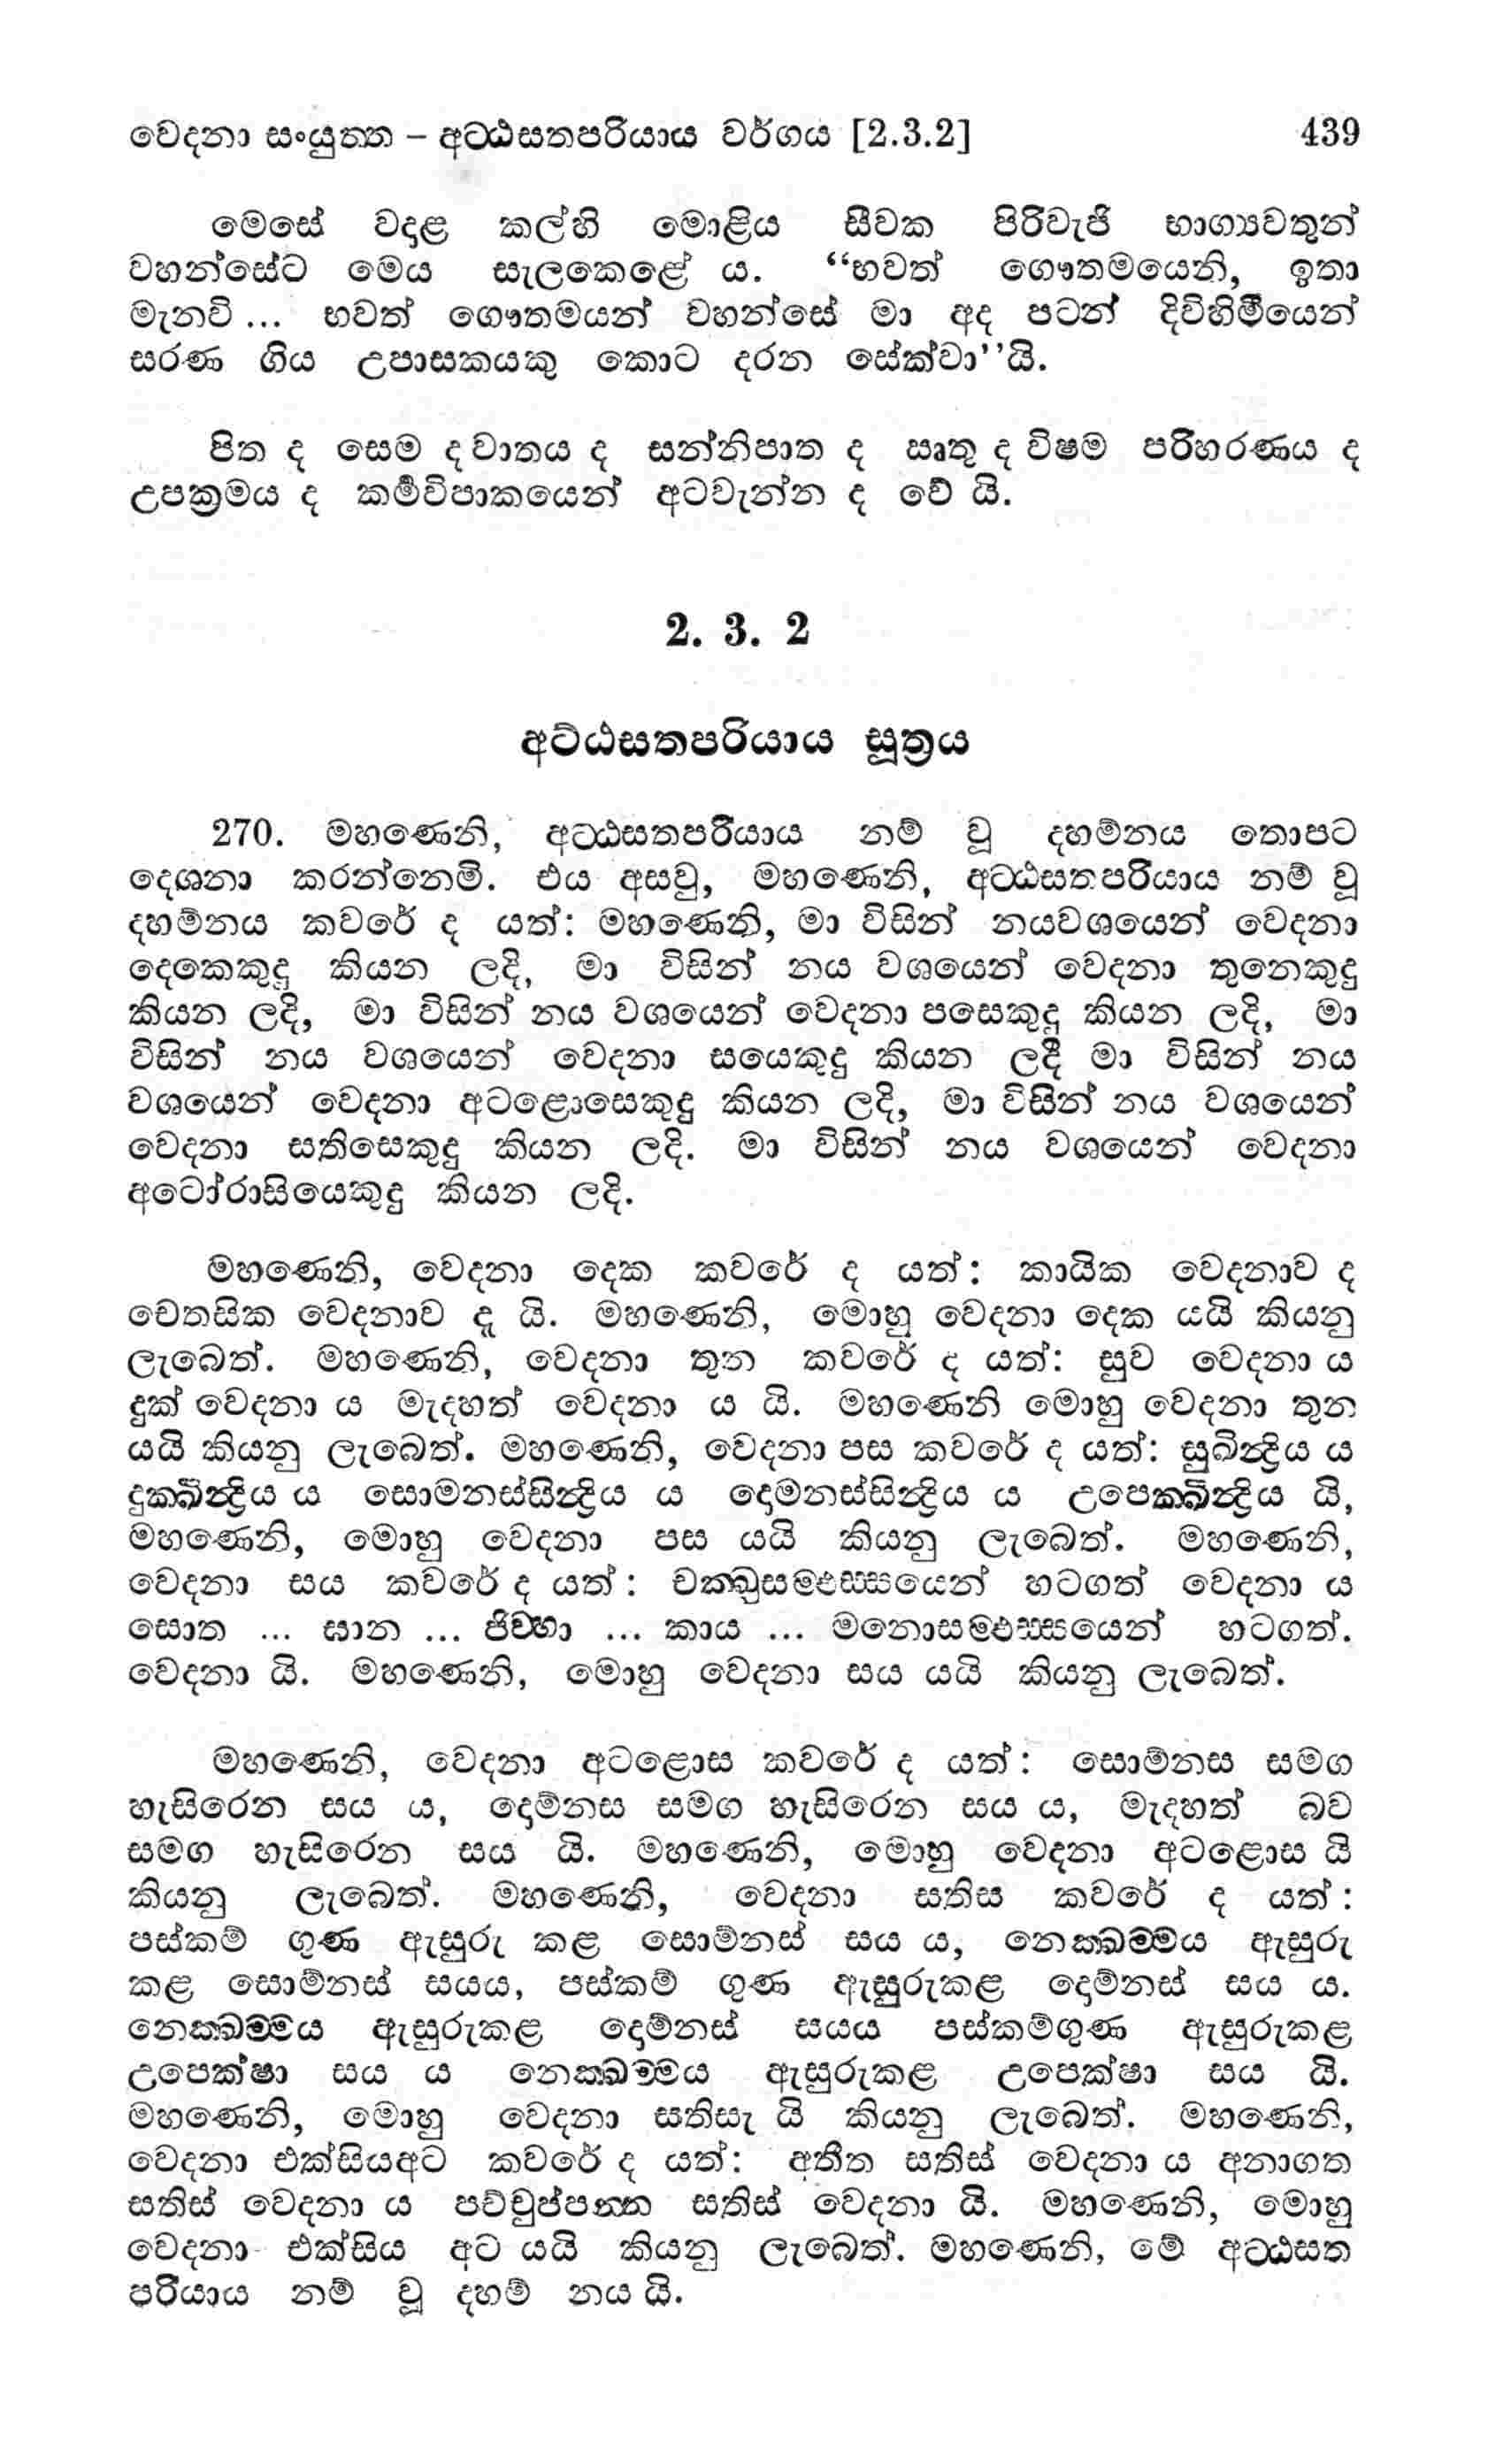 වෙදනා සංයුත්ත – අට්ඨසතපරියාය වර්ගය [2.3.2] 439
මෙසේ වදාළ කල්හි මොළිය සීවක පිරිවැජි භාග්‍යවතුන්
වහන්සේට මෙය සැලකෙළේ ය. “භවත් ගෞතමයෙනි, ඉතා
මැනවි ... භවත් ගෞතමයන් වහන්සේ මා අද පටන් දිවිහිමියෙන්
සරණ ගිය උපාසකයකු කොට දරන සේක්වා’’යි.
පිත ද සෙම ද වාතය ද සන්නිපාත ද ඍතු ද විෂම පරිහරණය ද
උපක්‍රමය ද කර්‍මවිපාකයෙන් අටවැන්න ද වේ යි.
2. 3. 2
අට්ඨසතපරියාය සූත්‍රය
270. මහණෙනි, අට්ඨසතපරියාය නම් වූ දහම්නය තොපට
දෙශනා කරන්නෙමි. එය අසවු, මහණෙනි, අට්ඨසතපරියාය නම් වූ
දහම්නය කවරේ ද යත්: මහණෙනි, මා විසින් නයවශයෙන් වෙදනා
දෙකෙකුදු කියන ලදි, මා විසින් නය වශයෙන් වෙදනා තුනෙකුදු
කියන ලදි, මා විසින් නය වශයෙන් වෙදනා පසෙකුදු කියන ලදි, මා
විසින් නය වශයෙන් වෙදනා සයෙකුදු කියන ලදී මා විසින් නය
වශයෙන් වෙදනා අටළොසෙකුදු කියන ලදි, මා විසින් නය වශයෙන්
වෙදනා සතිසෙකුදු කියන ලදි. මා විසින් නය වශයෙන් වෙදනා
අටෝරාසියෙකුදු කියන ලදි.
මහණෙනි, වෙදනා දෙක කවරේ ද යත්: කායික වෙදනාව ද
චෙතසික වෙදනාව ද යි. මහණෙනි, මොහු වෙදනා දෙක යයි කියනු
ලැබෙත්. මහණෙනි, වෙදනා තුන කවරේ ද යත්: සුව වෙදනා ය
දුක් වෙදනා ය මැදහත් වෙදනා ය යි. මහණෙනි මොහු වෙදනා තුන
යයි කියනු ලැබෙත්. මහණෙනි, වෙදනා පස කවරේ ද යත්: සුඛින්‍ද්‍රිය ය
දුක්ඛින්‍ද්‍රිය ය සොමනස්සින්‍ද්‍රිය ය දොමනස්සින්‍ද්‍රිය ය උපෙක්ඛින්‍ද්‍රිය යි,
මහණෙනි, මොහු වෙදනා පස යයි කියනු ලැබෙත්. මහණෙනි,
වෙදනා සය කවරේ ද යත්: චක්ඛුසම්ඵස්සයෙන් හටගත් වෙදනා ය
සොත ... ඝාන ... ජිව්හා ... කාය ... මනොසම්ඵස්සයෙන් හටගත්.
වෙදනා යි. මහණෙනි, මොහු වෙදනා සය යයි කියනු ලැබෙත්.
මහණෙනි, වෙදනා අටළොස කවරේ ද යත්: සොම්නස සමග
හැසිරෙන සය ය, දොම්නස සමග හැසිරෙන සය ය, මැදහත් බව
සමග හැසිරෙන සය යි. මහණෙනි, මොහු වෙදනා අටළොස යි
කියනු ලැබෙත්. මහණෙනි, වෙදනා සතිස කවරේ ද යත්:
පස්කම් ගුණ ඇසුරු කළ සොම්නස් සය ය, නෙක්ඛම්මය ඇසුරු
කළ සොම්නස් සයය, පස්කම් ගුණ ඇසුරුකළ දොම්නස් සය ය.
නෙක්ඛම්මය ඇසුරුකළ දොම්නස් සයය පස්කම්ගුණ ඇසුරුකළ
උපෙක්ෂා සය ය නෙක්ඛම්මය ඇසුරුකළ උපෙක්ෂා සය යි.
මහණෙනි, මොහු වෙදනා සතිසැ යි කියනු ලැබෙත්. මහණෙනි,
වෙදනා එක්සියඅට කවරේ ද යත්: අතීත සතිස් වෙදනා ය අනාගත
සතිස් වෙදනා ය පච්චුප්පන්න සතිස් වෙදනා යි. මහණෙනි, මොහු
වෙදනා එක්සිය අට යයි කියනු ලැබෙත්. මහණෙනි, මේ අට්ඨසත
පරියාය නම් වූ දහම් නය යි.